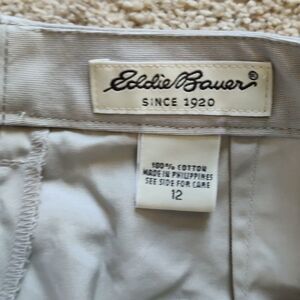 Eddie Bauer®
SINCE 1920
100% COTTON
MADE IN PHILIPPINES
SEE SIDE FOR CARE
12